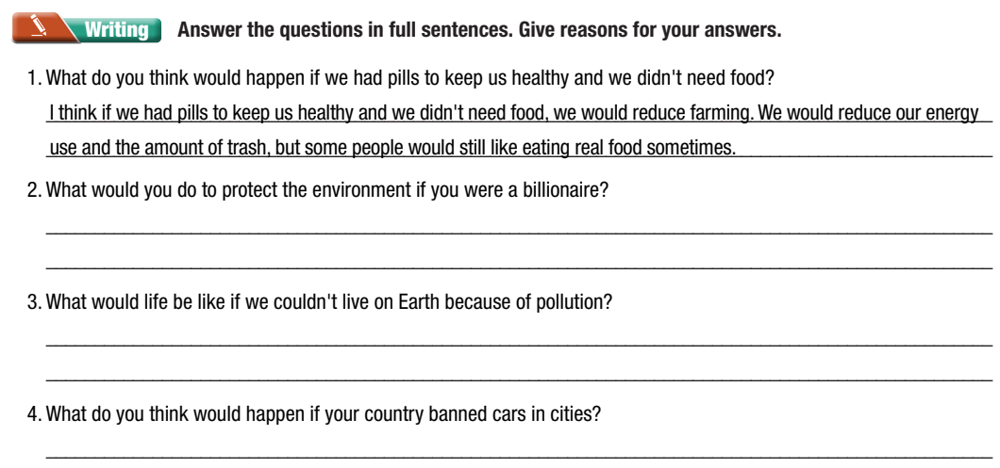 Writing Answer the questions in full sentences. Give reasons for your answers.
1. What do you think would happen if we had pills to keep us healthy and we didn't need food?
I think if we had pills to keep us healthy and we didn't need food, we would reduce farming. We would reduce our energy
use and the amount of trash, but some people would still like eating real food sometimes.
2. What would you do to protect the environment if you were a billionaire?
3. What would life be like if we couldn't live on Earth because of pollution?
4. What do you think would happen if your country banned cars in cities?